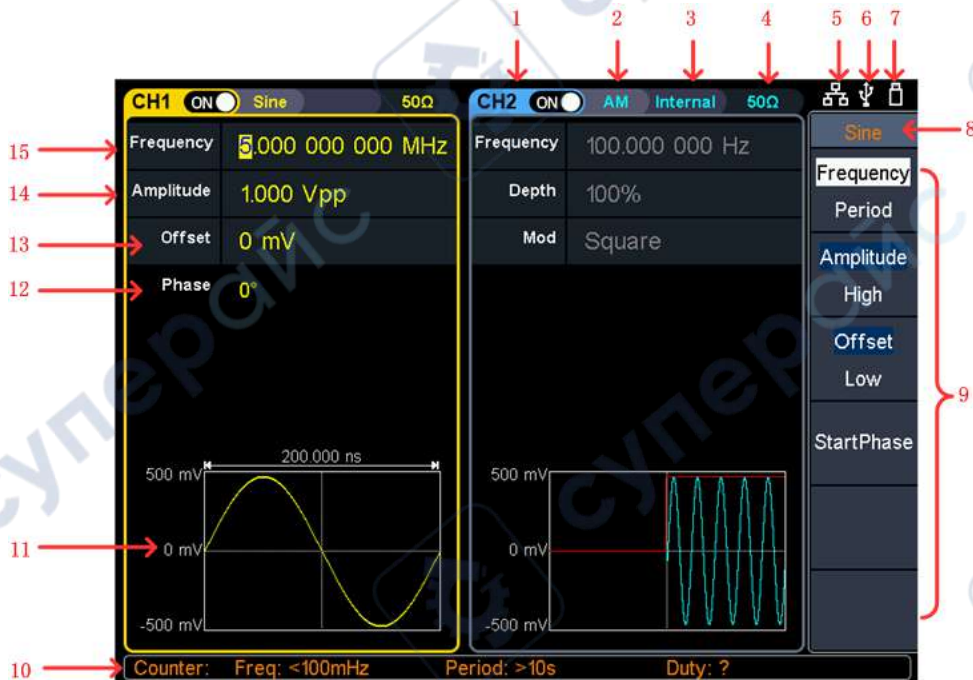 1 2 3 4 5 6 7
CH1 ON Sine 50Ω
CH2 ON AM Internal 50Ω
Sine 8
15 Frequency 5.000 000 000 MHz
Frequency 100.000 000 Hz
Frequency
Period
14 Amplitude 1.000 Vpp
Depth 100%
13 Offset 0 mV
Mod Square
Amplitude
High
12 Phase 0°
Offset
Low
9
StartPhase
200.000 ns
500 mV
11 0 mV
-500 mV
500 mV
0 mV
-500 mV
10 Counter: Freq: <100mHz Period: >10s Duty: ?
суперайс
суперайс